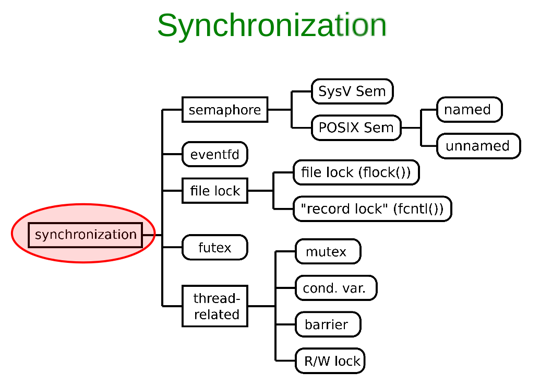 Synchronization
SysV Sem
semaphore
named
POSIX Sem
unnamed
eventfd
file lock (flock())
file lock
"record lock" (fcntl())
synchronization
futex
mutex
cond. var.
thread-
related
barrier
R/W lock